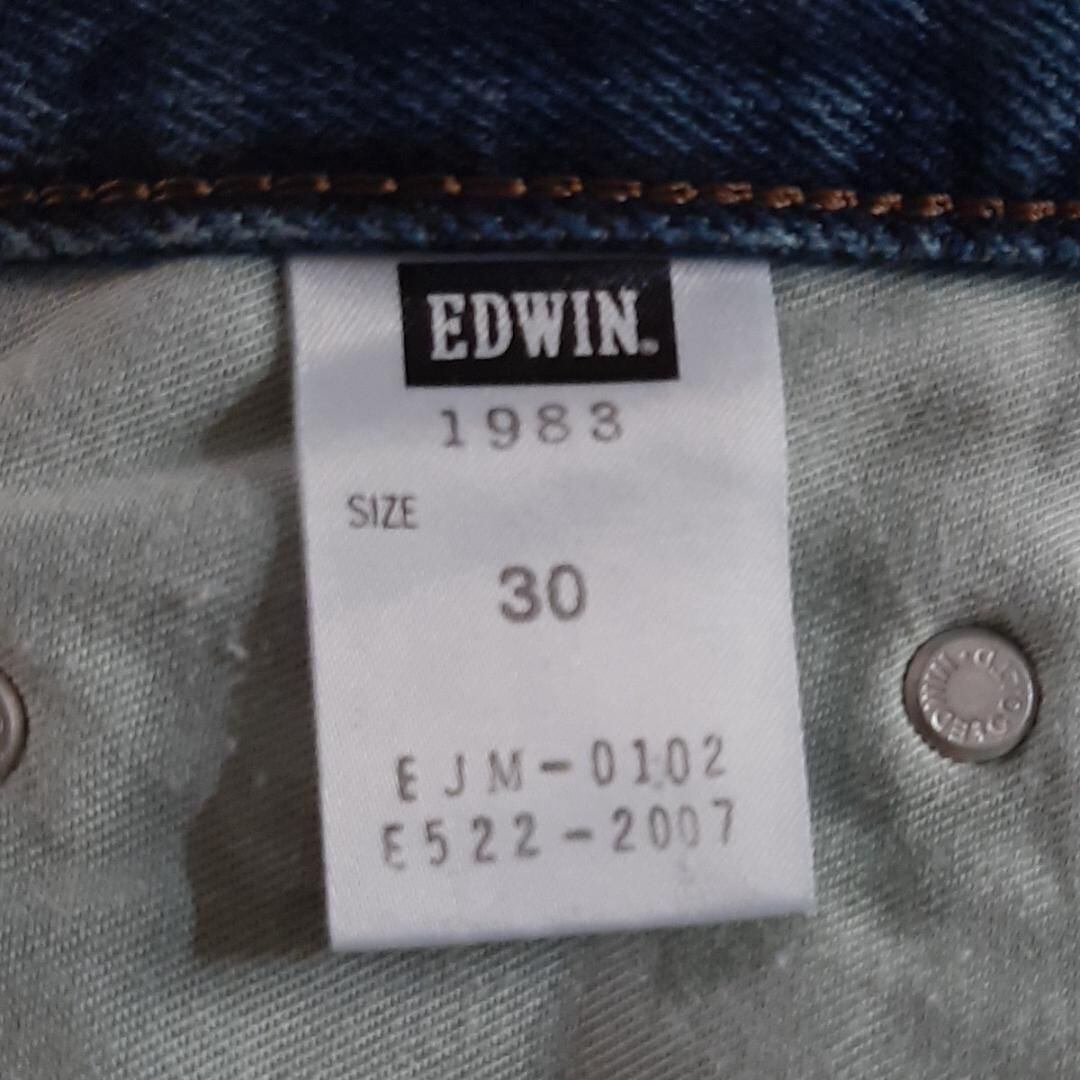 EDWIN.
1983
SIZE
30
EJM-0102
E522-2007